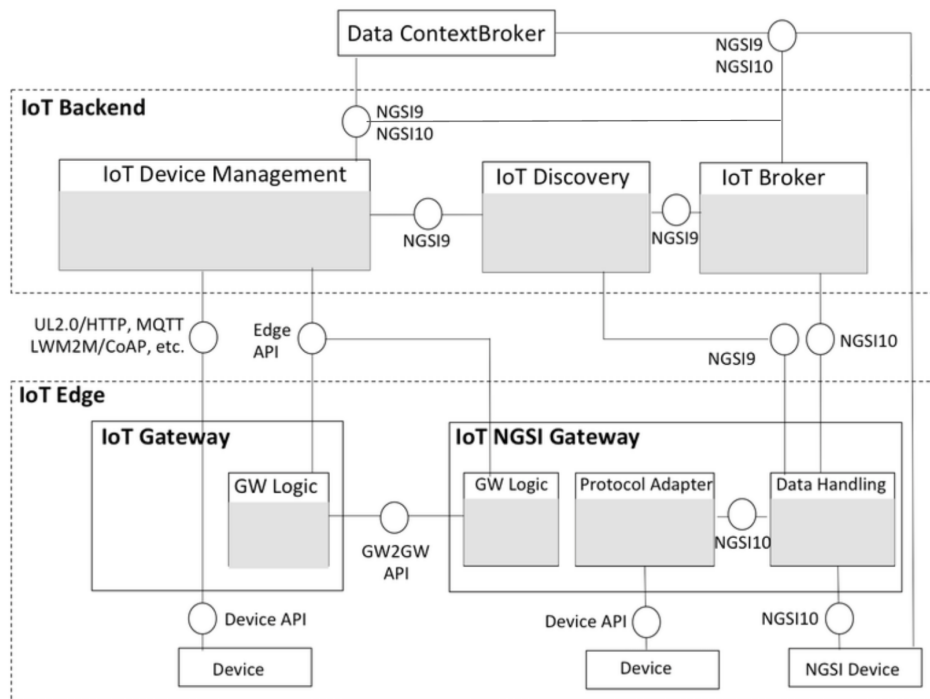 Data ContextBroker
NGSI9
NGSI10
IoT Backend
NGSI9
NGSI10
IoT Device Management
IoT Discovery
IoT Broker
NGSI9
NGSI9
UL2.0/HTTP, MQTT
LWM2M/CoAP, etc.
Edge
API
NGSI9
NGSI10
IoT Edge
IoT Gateway
IoT NGSI Gateway
GW Logic
GW Logic
Protocol Adapter
Data Handling
GW2GW
API
NGSI10
Device API
Device API
NGSI10
Device
Device
NGSI Device